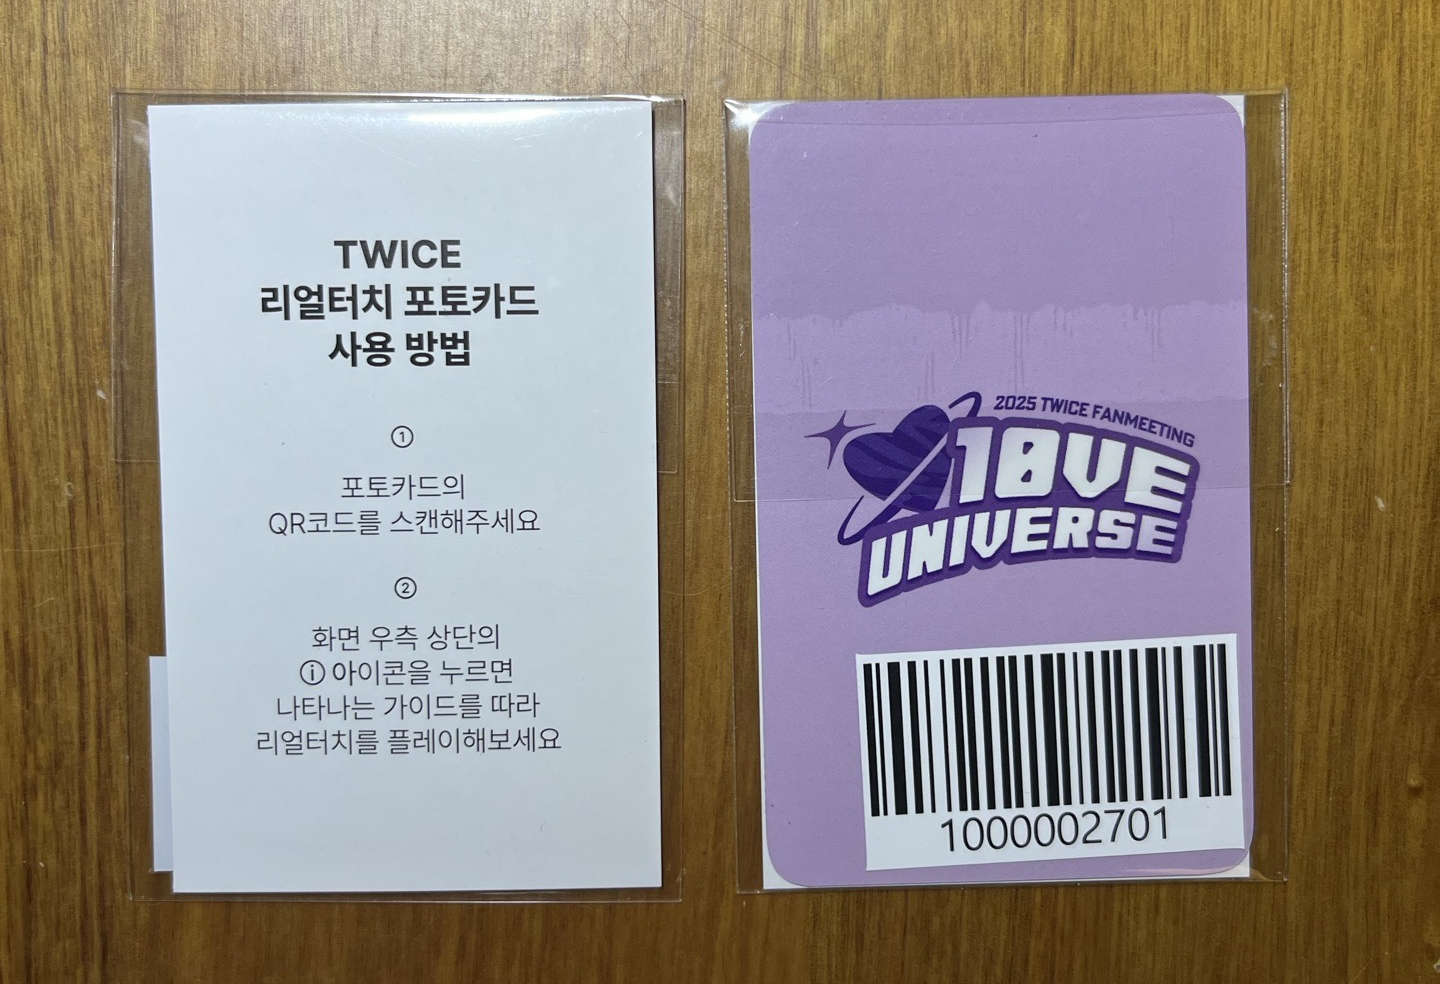 TWICE
리얼터치 포토카드
사용 방법
①
포토카드의
QR코드를 스캔해주세요
②
화면 우측 상단의
ⓘ 아이콘을 누르면
나타나는 가이드를 따라
리얼터치를 플레이해보세요
2025 TWICE FANMEETING
10VE
UNIVERSE
1000002701